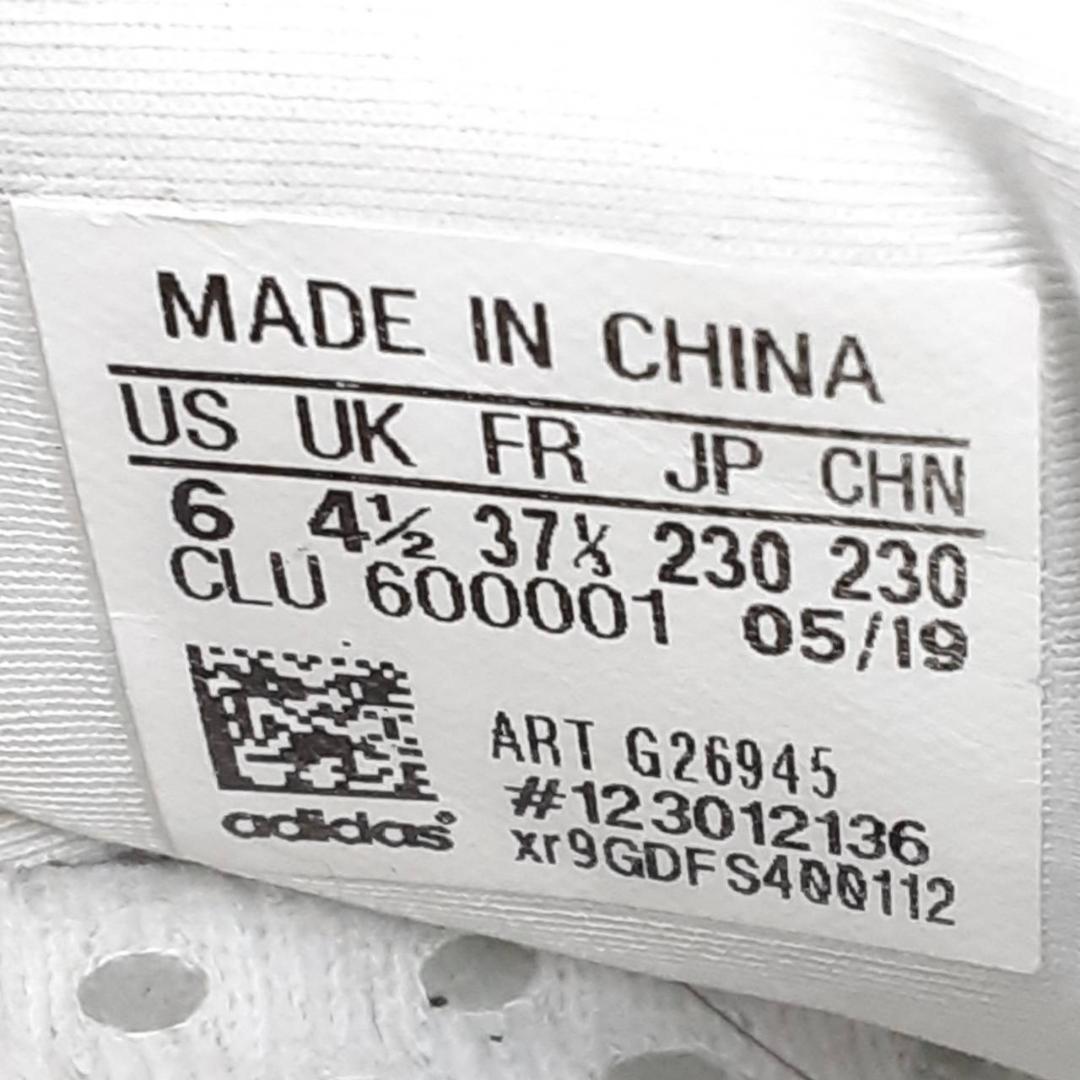 MADE IN CHINA
US UK FR JP CHN
6 4½ 37⅓ 230 230
CLU 600001 05/19
ART G26945
#123012136
xr9GDFS400112
adidas®